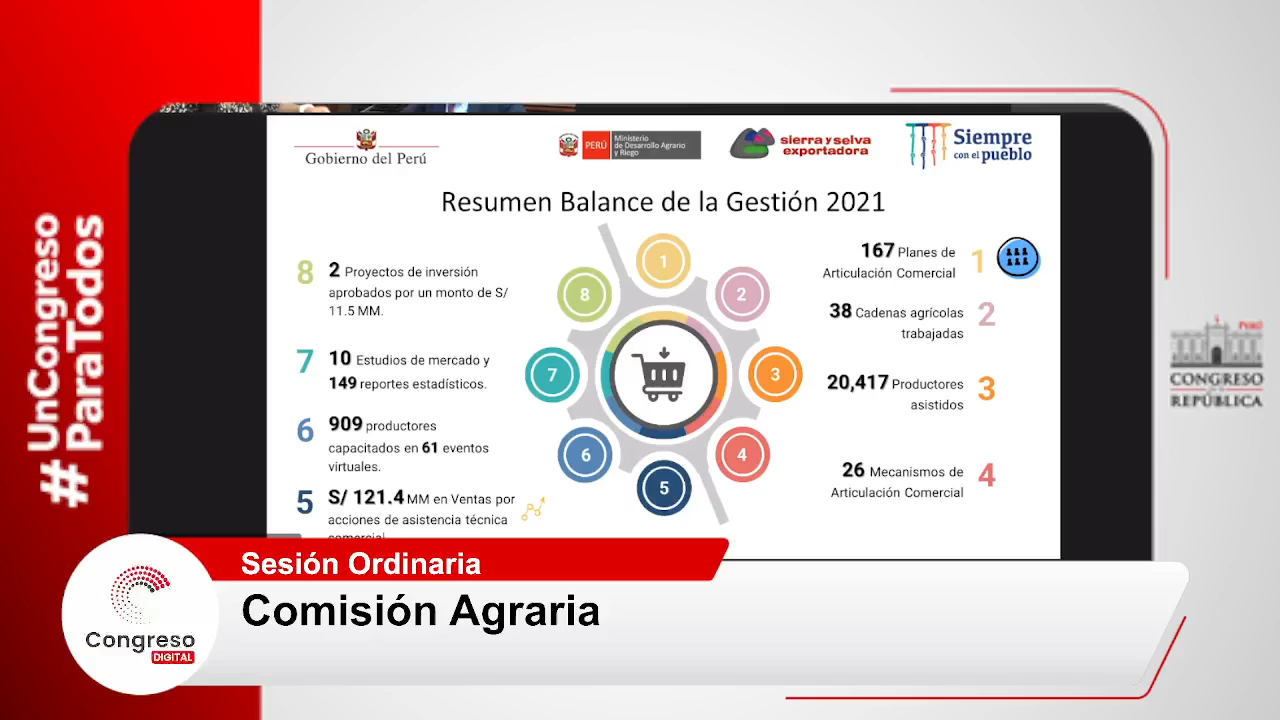 #UnCongreso
ParaTodos
Gobierno del Perú
PERÚ
Ministerio
de Desarrollo Agrario
y Riego
sierra y selva
exportadora
Siempre
con el pueblo
Resumen Balance de la Gestión 2021
8
2 Proyectos de inversión
aprobados por un monto de S/
11.5 MM.
7
10 Estudios de mercado y
149 reportes estadísticos.
6
909 productores
capacitados en 61 eventos
virtuales.
5
S/ 121.4 MM en Ventas por
acciones de asistencia técnica
comercial
1
2
3
4
5
6
7
8
167 Planes de
Articulación Comercial
1
38 Cadenas agrícolas
trabajadas
2
20,417 Productores
asistidos
3
26 Mecanismos de
Articulación Comercial
4
PERÚ
CONGRESO
REPÚBLICA
Sesión Ordinaria
Comisión Agraria
Congreso
DIGITAL